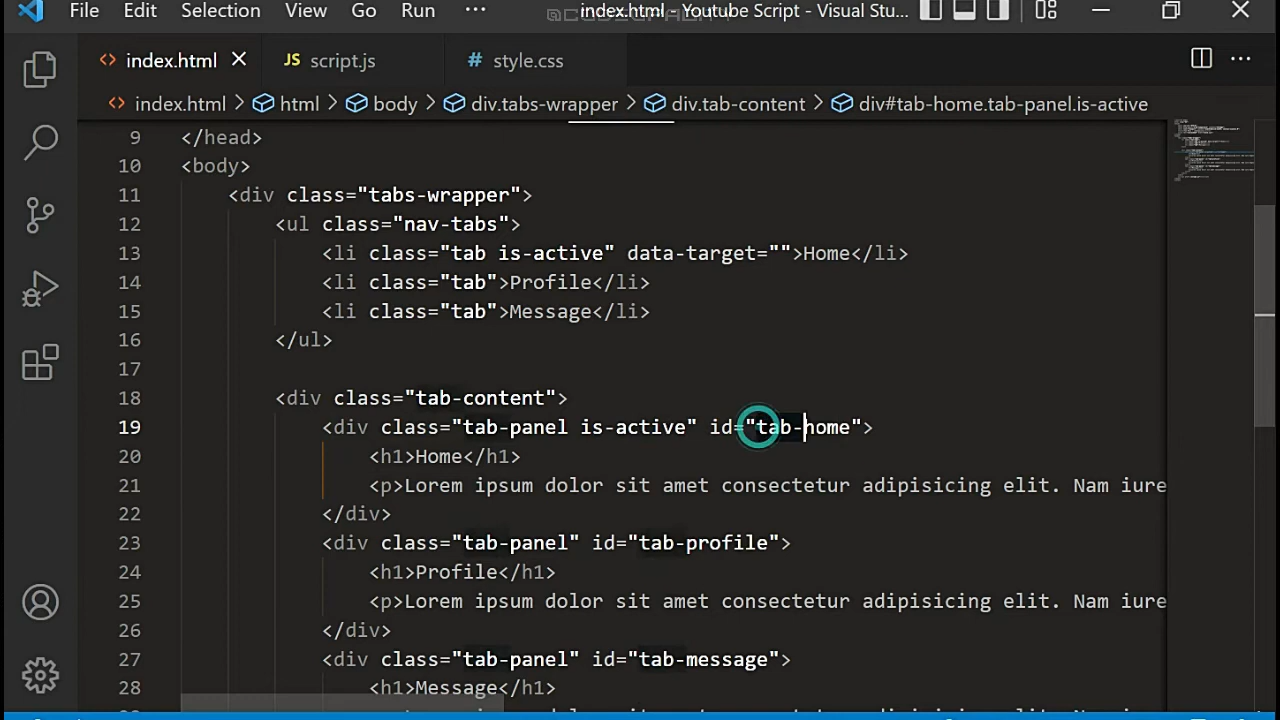 File Edit Selection View Go Run ··· index.html - Youtube Script - Visual Stu...
index.html script.js style.css
index.html > html > body > div.tabs-wrapper > div.tab-content > div#tab-home.tab-panel.is-active
9 </head>
10 <body>
11 <div class="tabs-wrapper">
12 <ul class="nav-tabs">
13 <li class="tab is-active" data-target="">Home</li>
14 <li class="tab">Profile</li>
15 <li class="tab">Message</li>
16 </ul>
17
18 <div class="tab-content">
19 <div class="tab-panel is-active" id="tab-home">
20 <h1>Home</h1>
21 <p>Lorem ipsum dolor sit amet consectetur adipisicing elit. Nam iure
22 </div>
23 <div class="tab-panel" id="tab-profile">
24 <h1>Profile</h1>
25 <p>Lorem ipsum dolor sit amet consectetur adipisicing elit. Nam iure
26 </div>
27 <div class="tab-panel" id="tab-message">
28 <h1>Message</h1>